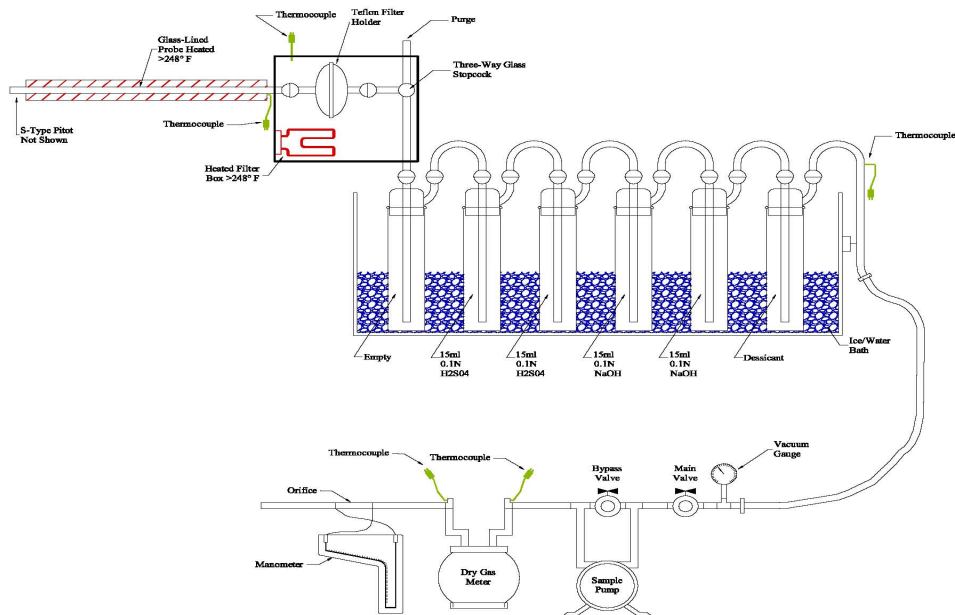 Thermocouple
Teflon Filter
Holder
Purge
Glass-Lined
Probe Heated
>248° F
Three-Way Glass
Stopcock
S-Type Pitot
Not Shown
Thermocouple
Heated Filter
Box >248° F
Thermocouple
Empty
15ml
0.1N
H2S04
15ml
0.1N
H2S04
15ml
0.1N
NaOH
15ml
0.1N
NaOH
Dessicant
Ice/Water
Bath
Thermocouple
Thermocouple
Bypass
Valve
Main
Valve
Vacuum
Gauge
Orifice
Manometer
Dry Gas
Meter
Sample
Pump